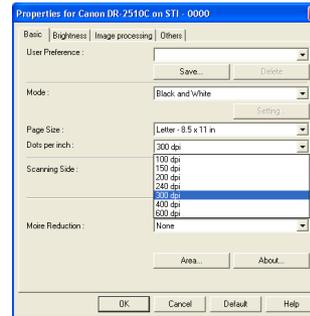 Properties for Canon DR-2510C on STI - 0000
Basic Brightness Image processing Others
User Preference :
Save... Delete
Mode : Black and White
Setting :
Page Size : Letter - 8.5 x 11 in
Dots per inch : 300 dpi
100 dpi
150 dpi
Scanning Side : 200 dpi
240 dpi
300 dpi
400 dpi
600 dpi
Moire Reduction : None
Area... About...
OK Cancel Default Help